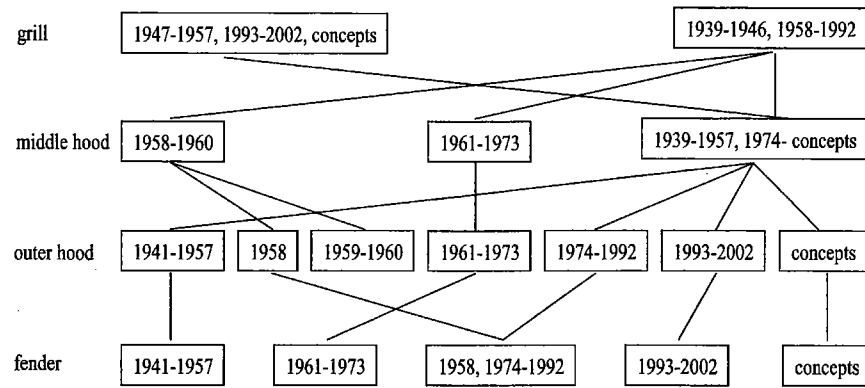 grill
1947-1957, 1993-2002, concepts
1939-1946, 1958-1992
middle hood
1958-1960
1961-1973
1939-1957, 1974- concepts
outer hood
1941-1957
1958
1959-1960
1961-1973
1974-1992
1993-2002
concepts
fender
1941-1957
1961-1973
1958, 1974-1992
1993-2002
concepts